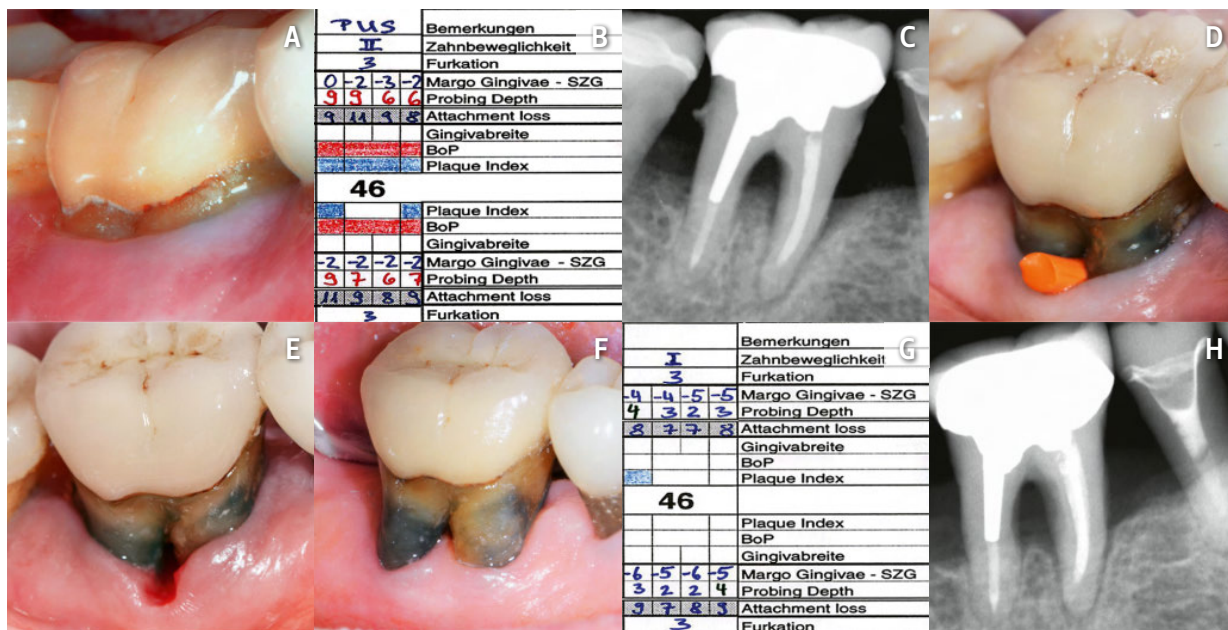 A
PUS Bemerkungen B
II Zahnbeweglichkeit
3 Furkation
0 -2 -3 -2 Margo Gingivae - SZG
9 9 6 6 Probing Depth
9 11 9 8 Attachment loss
Gingivabreite
BoP
Plaque Index
46
Plaque Index
BoP
Gingivabreite
-2 -2 -2 -2 Margo Gingivae - SZG
9 7 6 7 Probing Depth
11 9 8 9 Attachment loss
3 Furkation
C
D
E
F
Bemerkungen G
I Zahnbeweglichkeit
3 Furkation
-4 -4 -5 -5 Margo Gingivae - SZG
4 3 2 3 Probing Depth
8 7 7 8 Attachment loss
Gingivabreite
BoP
Plaque Index
46
Plaque Index
BoP
Gingivabreite
-6 -5 -6 -5 Margo Gingivae - SZG
3 2 2 4 Probing Depth
9 7 8 9 Attachment loss
3 Furkation
H